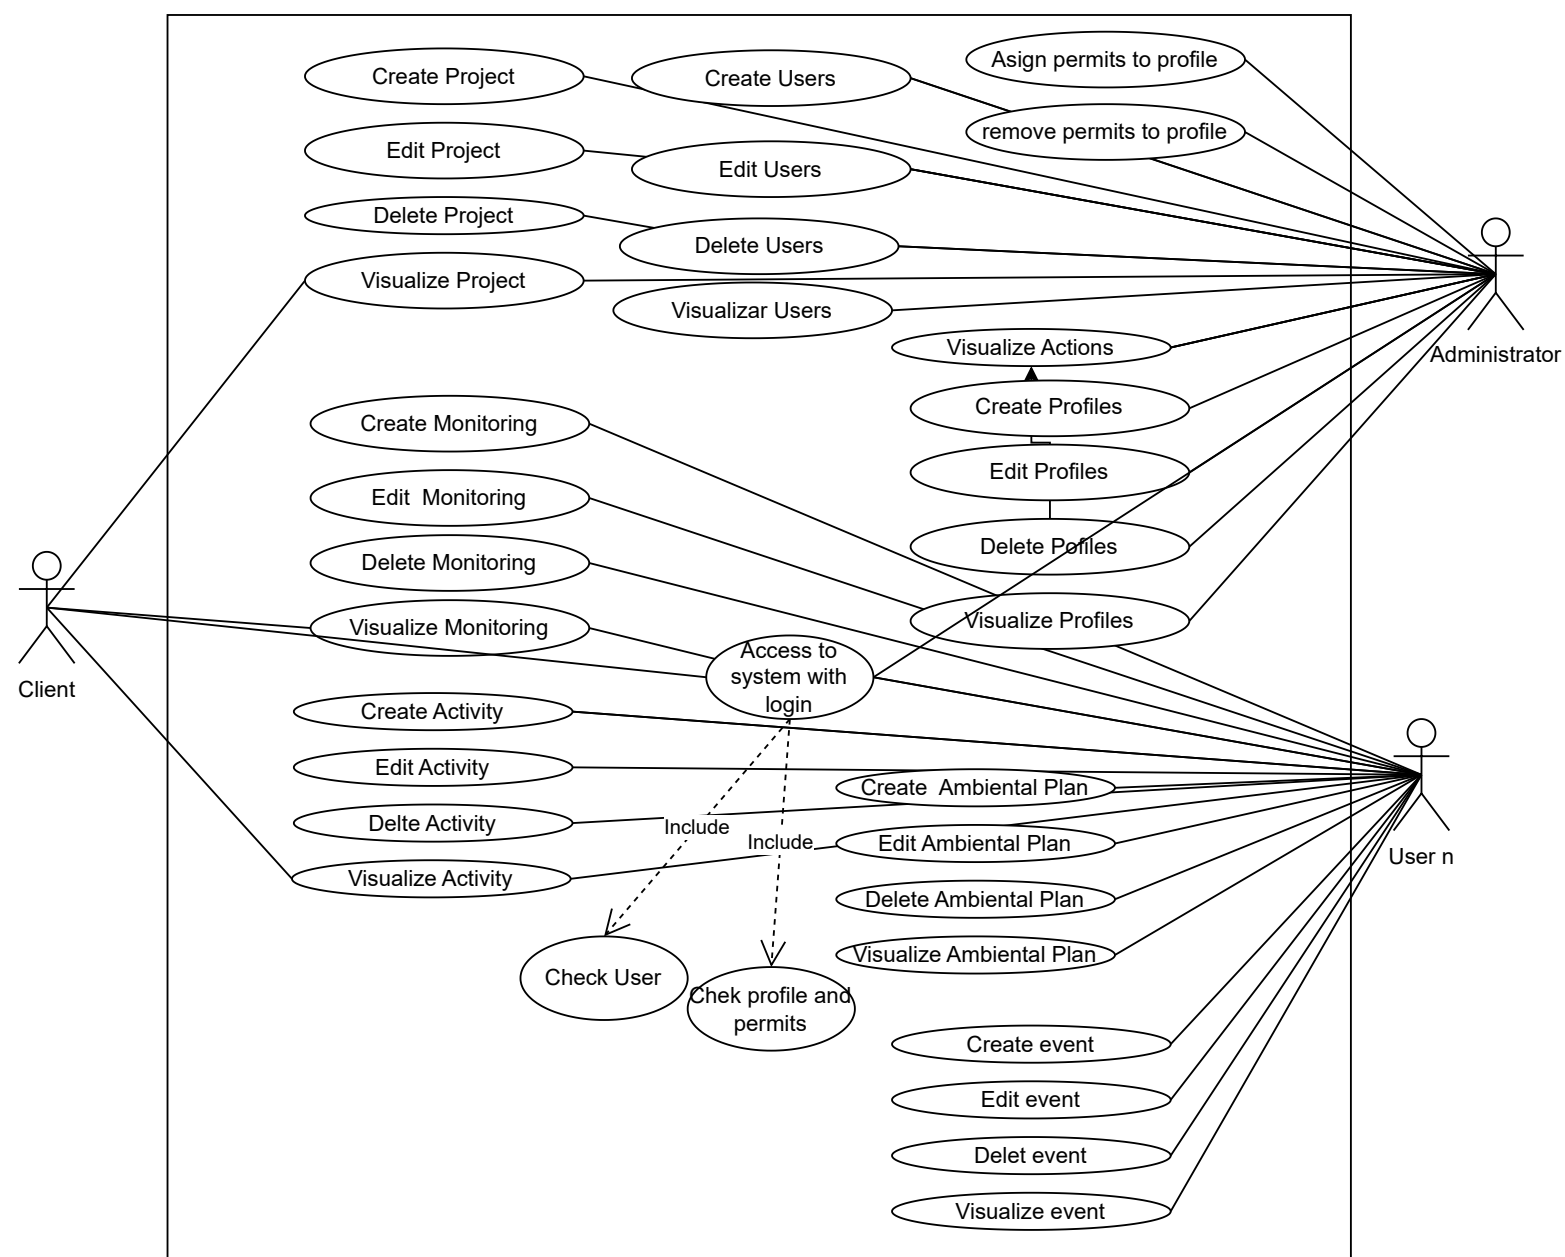 Asign permits to profile
Create Project
Create Users
remove permits to profile
Edit Project
Edit Users
Delete Project
Delete Users
Visualize Project
Visualizar Users
Visualize Actions
Administrator
Create Profiles
Create Monitoring
Edit Profiles
Edit  Monitoring
Delete Pofiles
Delete Monitoring
Visualize Profiles
Visualize Monitoring
Access to
system with
login
Client
Create Activity
Edit Activity
Create  Ambiental Plan
Delte Activity
Include
Include
Edit Ambiental Plan
User n
Visualize Activity
Delete Ambiental Plan
Visualize Ambiental Plan
Check User
Chek profile and
permits
Create event
Edit event
Delet event
Visualize event